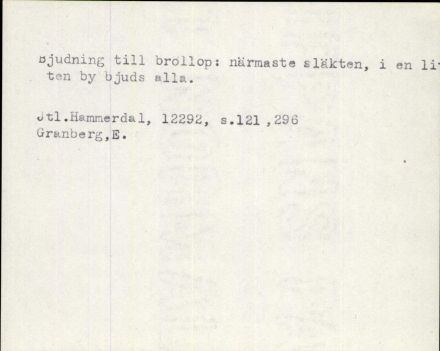 Bjudning till bröllop: närmaste släkten, i en li
ten by bjuds alla.
Jtl.Hammerdal, 12292, s.121,296
Granberg,E.